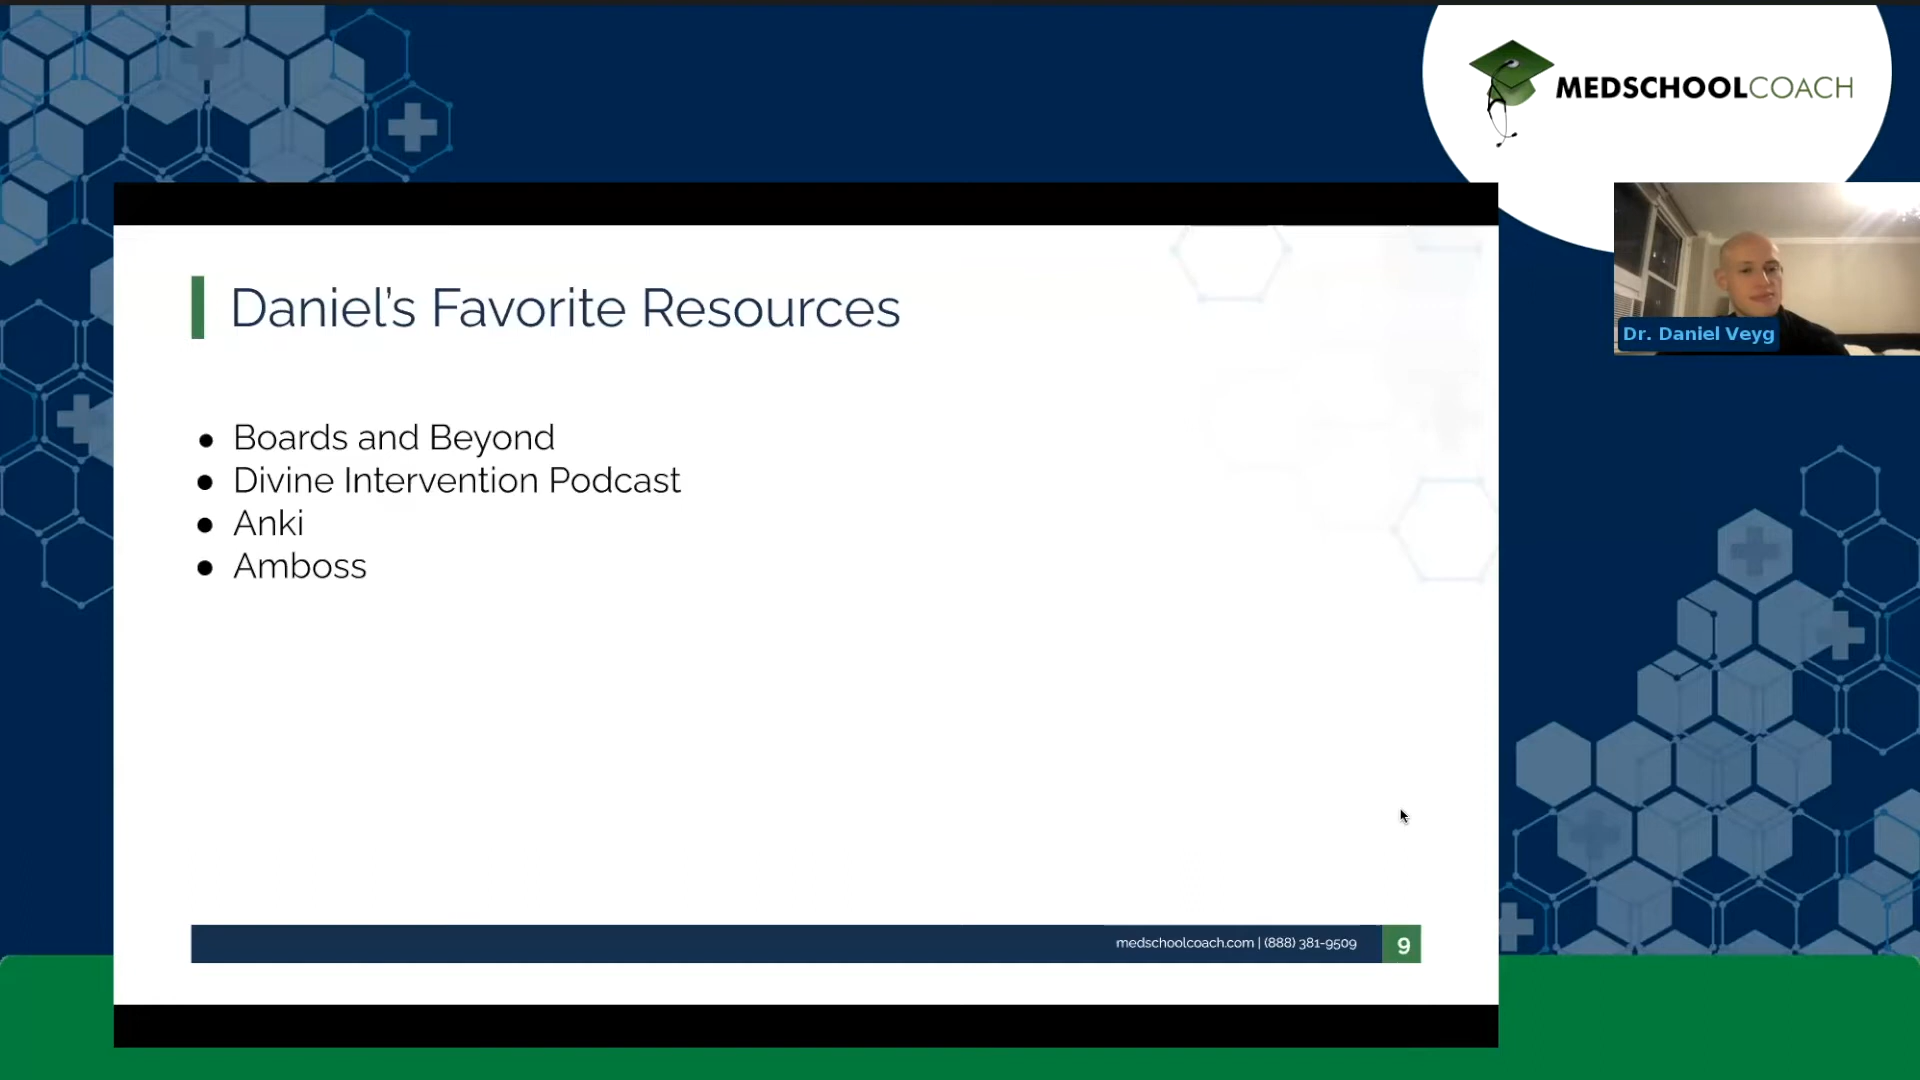 MEDSCHOOLCOACH
Dr. Daniel Veyg
Daniel’s Favorite Resources
● Boards and Beyond
● Divine Intervention Podcast
● Anki
● Amboss
medschoolcoach.com | (888) 381-9509
9